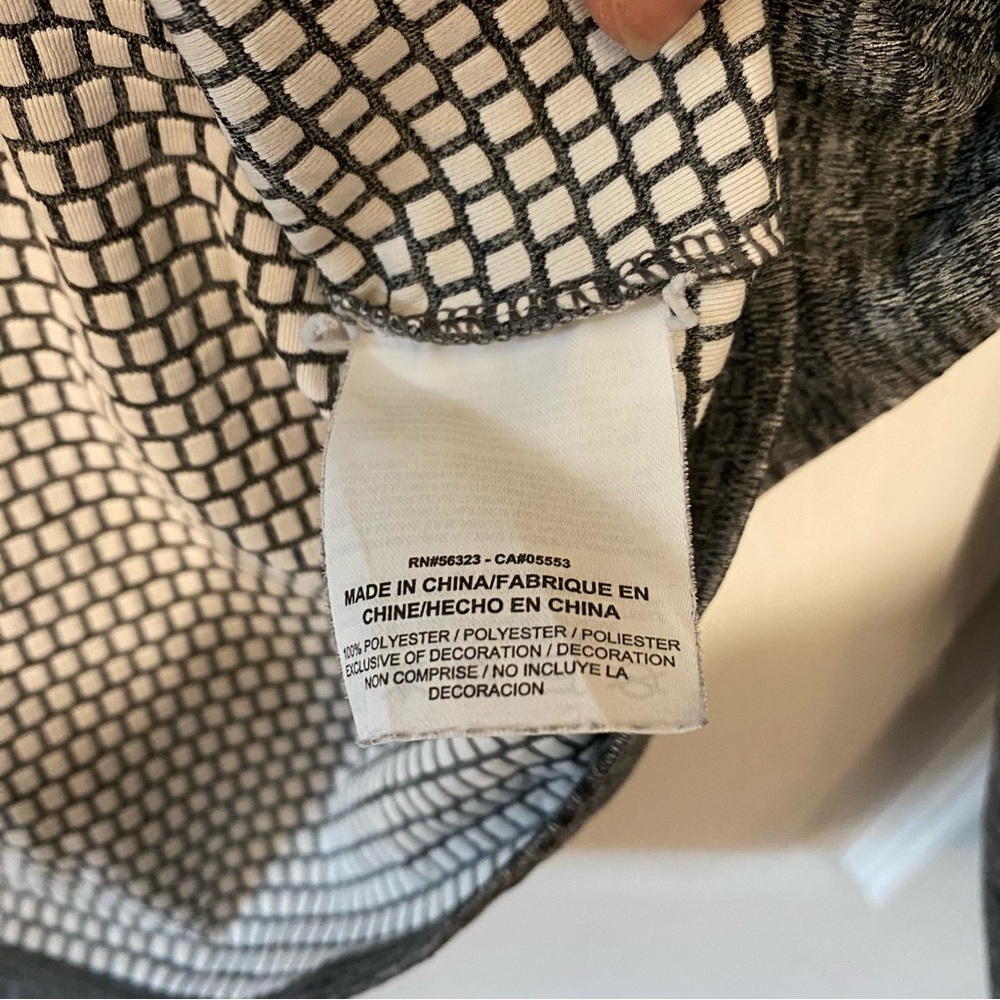 RN#56323 - CA#05553
MADE IN CHINA/FABRIQUE EN
CHINE/HECHO EN CHINA
100% POLYESTER / POLYESTER / POLIESTER
EXCLUSIVE OF DECORATION / DECORATION
NON COMPRISE / NO INCLUYE LA
DECORACION